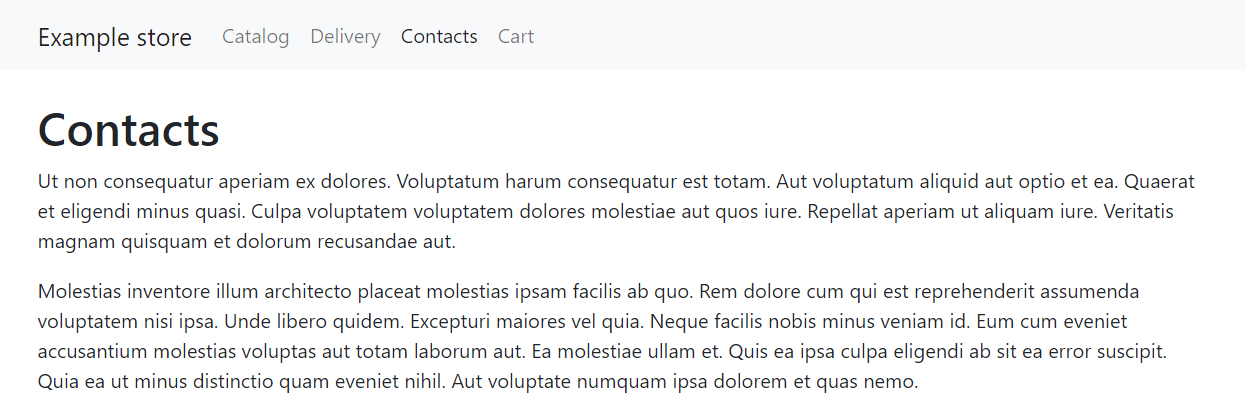 Example store Catalog Delivery Contacts Cart
Contacts
Ut non consequatur aperiam ex dolores. Voluptatum harum consequatur est totam. Aut voluptatum aliquid aut optio et ea. Quaerat
et eligendi minus quasi. Culpa voluptatem voluptatem dolores molestiae aut quos iure. Repellat aperiam ut aliquam iure. Veritatis
magnam quisquam et dolorum recusandae aut.
Molestias inventore illum architecto placeat molestias ipsam facilis ab quo. Rem dolore cum qui est reprehenderit assumenda
voluptatem nisi ipsa. Unde libero quidem. Excepturi maiores vel quia. Neque facilis nobis minus veniam id. Eum cum eveniet
accusantium molestias voluptas aut totam laborum aut. Ea molestiae ullam et. Quis ea ipsa culpa eligendi ab sit ea error suscipit.
Quia ea ut minus distinctio quam eveniet nihil. Aut voluptate numquam ipsa dolorem et quas nemo.